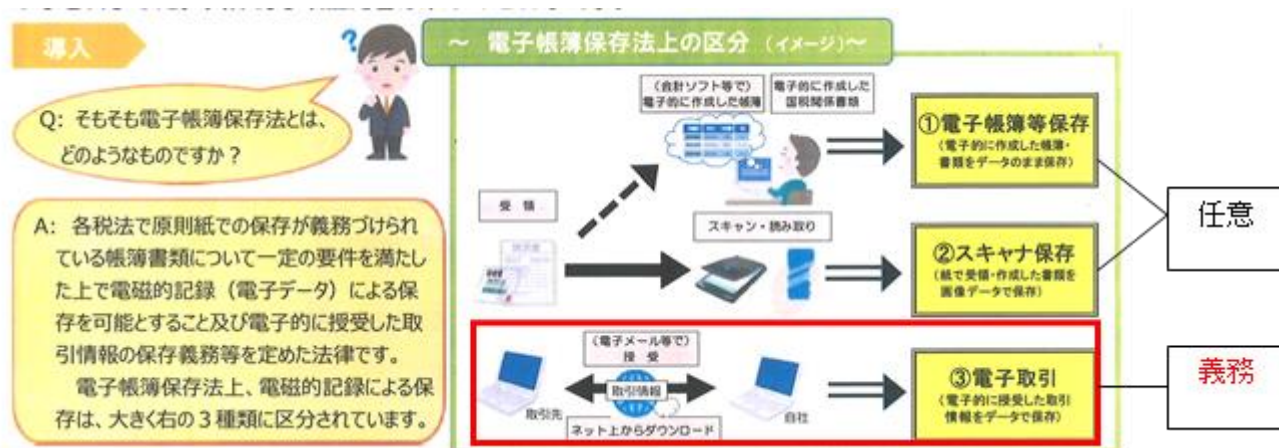 導入
?
Q: そもそも電子帳簿保存法とは、
どのようなものですか?
A: 各税法で原則紙での保存が義務づけられ
ている帳簿書類について一定の要件を満たし
た上で電磁的記録(電子データ)による保
存を可能とすること及び電子的に授受した取
引情報の保存義務等を定めた法律です。
電子帳簿保存法上、電磁的記録による保
存は、大きく右の3種類に区分されています。
~ 電子帳簿保存法上の区分 (イメージ)~
(会計ソフト等で)
電子的に作成した帳簿
電子的に作成した
国税関係書類
①電子帳簿等保存
(電子的に作成した帳簿・
書類をデータのまま保存)
受 領
スキャン・読み取り
②スキャナ保存
(紙で受領・作成した書類を
画像データで保存)
任意
(電子メール等で)
授 受
取引情報
取引先
自社
ネット上からダウンロード
③電子取引
(電子的に授受した取引
情報をデータで保存)
義務